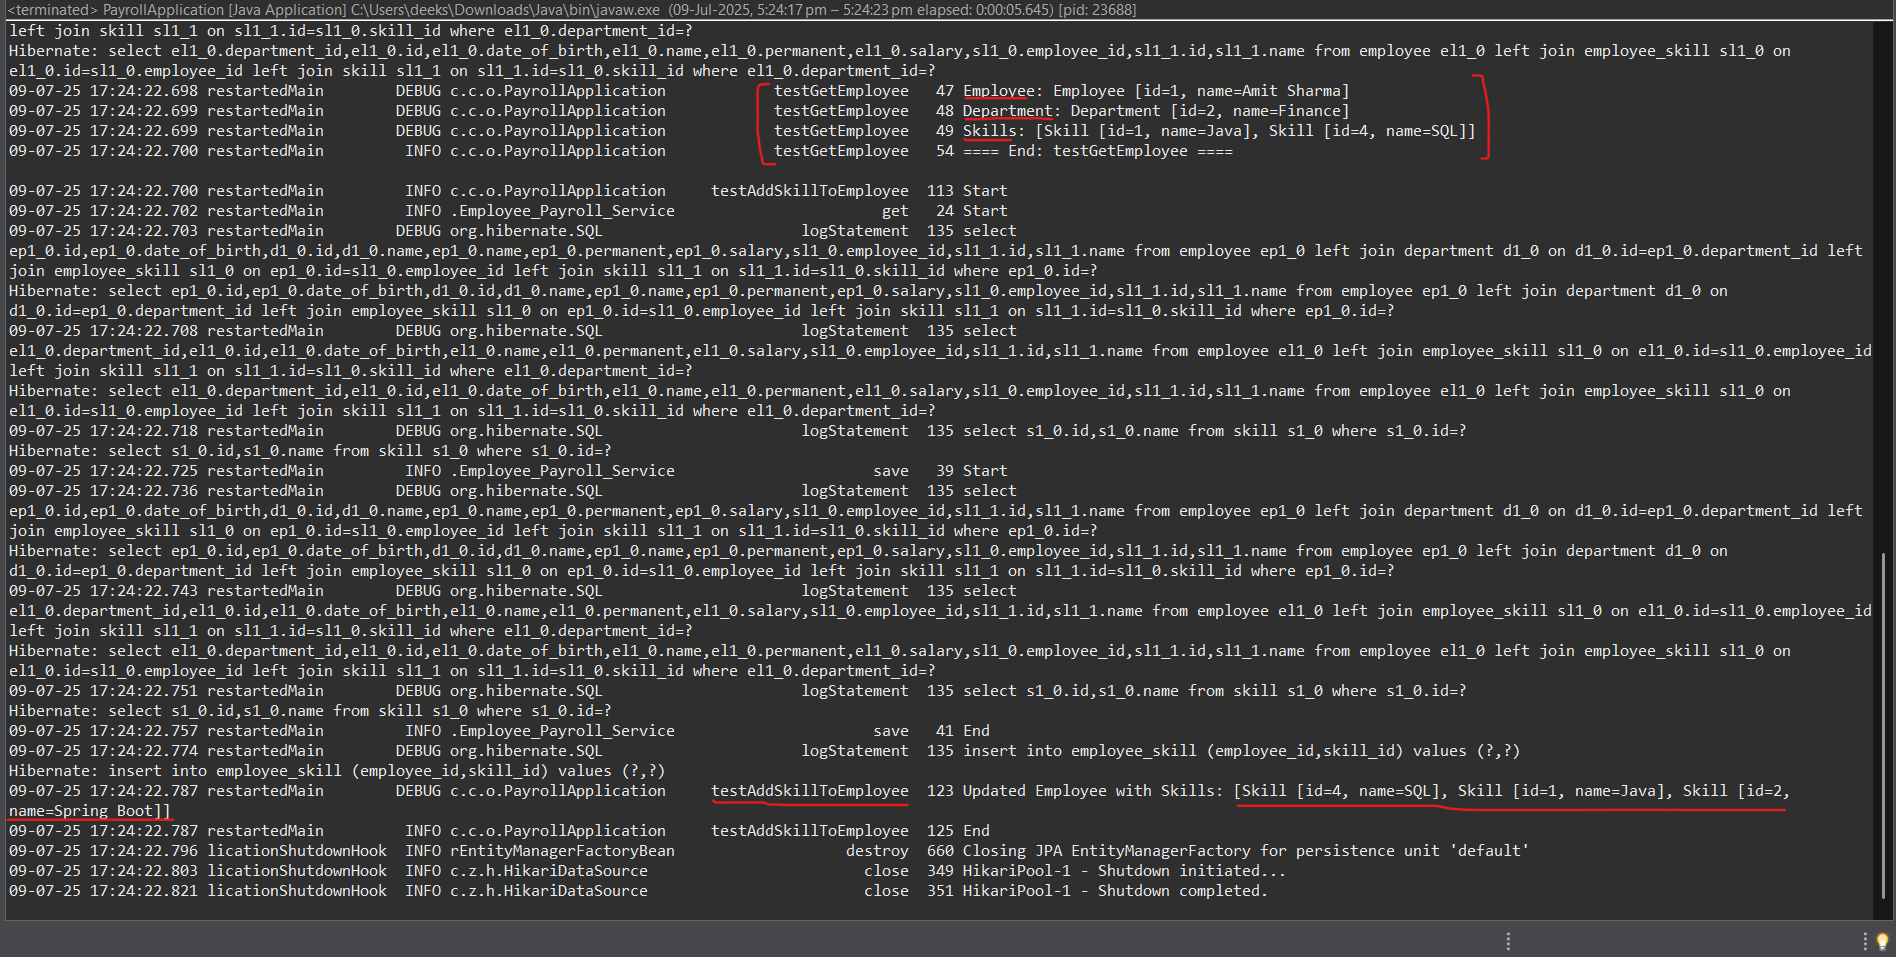 <terminated> PayrollApplication [Java Application] C:\Users\deeks\Downloads\Java\bin\javaw.exe  (09-Jul-2025, 5:24:17 pm – 5:24:23 pm elapsed: 0:00:05.645) [pid: 23688]
left join skill sl1_1 on sl1_1.id=sl1_0.skill_id where el1_0.department_id=?
Hibernate: select el1_0.department_id,el1_0.id,el1_0.date_of_birth,el1_0.name,el1_0.permanent,el1_0.salary,sl1_0.employee_id,sl1_1.id,sl1_1.name from employee el1_0 left join employee_skill sl1_0 on
el1_0.id=sl1_0.employee_id left join skill sl1_1 on sl1_1.id=sl1_0.skill_id where el1_0.department_id=?
09-07-25 17:24:22.698 restartedMain        DEBUG c.c.o.PayrollApplication            testGetEmployee   47 Employee: Employee [id=1, name=Amit Sharma]
09-07-25 17:24:22.699 restartedMain        DEBUG c.c.o.PayrollApplication            testGetEmployee   48 Department: Department [id=2, name=Finance]
09-07-25 17:24:22.699 restartedMain        DEBUG c.c.o.PayrollApplication            testGetEmployee   49 Skills: [Skill [id=1, name=Java], Skill [id=4, name=SQL]]
09-07-25 17:24:22.700 restartedMain         INFO c.c.o.PayrollApplication            testGetEmployee   54 ==== End: testGetEmployee ====
09-07-25 17:24:22.700 restartedMain         INFO c.c.o.PayrollApplication     testAddSkillToEmployee  113 Start
09-07-25 17:24:22.702 restartedMain         INFO .Employee_Payroll_Service                       get   24 Start
09-07-25 17:24:22.703 restartedMain        DEBUG org.hibernate.SQL                      logStatement  135 select
ep1_0.id,ep1_0.date_of_birth,d1_0.id,d1_0.name,ep1_0.name,ep1_0.permanent,ep1_0.salary,sl1_0.employee_id,sl1_1.id,sl1_1.name from employee ep1_0 left join department d1_0 on d1_0.id=ep1_0.department_id left
join employee_skill sl1_0 on ep1_0.id=sl1_0.employee_id left join skill sl1_1 on sl1_1.id=sl1_0.skill_id where ep1_0.id=?
Hibernate: select ep1_0.id,ep1_0.date_of_birth,d1_0.id,d1_0.name,ep1_0.name,ep1_0.permanent,ep1_0.salary,sl1_0.employee_id,sl1_1.id,sl1_1.name from employee ep1_0 left join department d1_0 on
d1_0.id=ep1_0.department_id left join employee_skill sl1_0 on ep1_0.id=sl1_0.employee_id left join skill sl1_1 on sl1_1.id=sl1_0.skill_id where ep1_0.id=?
09-07-25 17:24:22.708 restartedMain        DEBUG org.hibernate.SQL                      logStatement  135 select
el1_0.department_id,el1_0.id,el1_0.date_of_birth,el1_0.name,el1_0.permanent,el1_0.salary,sl1_0.employee_id,sl1_1.id,sl1_1.name from employee el1_0 left join employee_skill sl1_0 on el1_0.id=sl1_0.employee_id
left join skill sl1_1 on sl1_1.id=sl1_0.skill_id where el1_0.department_id=?
Hibernate: select el1_0.department_id,el1_0.id,el1_0.date_of_birth,el1_0.name,el1_0.permanent,el1_0.salary,sl1_0.employee_id,sl1_1.id,sl1_1.name from employee el1_0 left join employee_skill sl1_0 on
el1_0.id=sl1_0.employee_id left join skill sl1_1 on sl1_1.id=sl1_0.skill_id where el1_0.department_id=?
09-07-25 17:24:22.718 restartedMain        DEBUG org.hibernate.SQL                      logStatement  135 select s1_0.id,s1_0.name from skill s1_0 where s1_0.id=?
Hibernate: select s1_0.id,s1_0.name from skill s1_0 where s1_0.id=?
09-07-25 17:24:22.725 restartedMain         INFO .Employee_Payroll_Service                      save   39 Start
09-07-25 17:24:22.736 restartedMain        DEBUG org.hibernate.SQL                      logStatement  135 select
ep1_0.id,ep1_0.date_of_birth,d1_0.id,d1_0.name,ep1_0.name,ep1_0.permanent,ep1_0.salary,sl1_0.employee_id,sl1_1.id,sl1_1.name from employee ep1_0 left join department d1_0 on d1_0.id=ep1_0.department_id left
join employee_skill sl1_0 on ep1_0.id=sl1_0.employee_id left join skill sl1_1 on sl1_1.id=sl1_0.skill_id where ep1_0.id=?
Hibernate: select ep1_0.id,ep1_0.date_of_birth,d1_0.id,d1_0.name,ep1_0.name,ep1_0.permanent,ep1_0.salary,sl1_0.employee_id,sl1_1.id,sl1_1.name from employee ep1_0 left join department d1_0 on
d1_0.id=ep1_0.department_id left join employee_skill sl1_0 on ep1_0.id=sl1_0.employee_id left join skill sl1_1 on sl1_1.id=sl1_0.skill_id where ep1_0.id=?
09-07-25 17:24:22.743 restartedMain        DEBUG org.hibernate.SQL                      logStatement  135 select
el1_0.department_id,el1_0.id,el1_0.date_of_birth,el1_0.name,el1_0.permanent,el1_0.salary,sl1_0.employee_id,sl1_1.id,sl1_1.name from employee el1_0 left join employee_skill sl1_0 on el1_0.id=sl1_0.employee_id
left join skill sl1_1 on sl1_1.id=sl1_0.skill_id where el1_0.department_id=?
Hibernate: select el1_0.department_id,el1_0.id,el1_0.date_of_birth,el1_0.name,el1_0.permanent,el1_0.salary,sl1_0.employee_id,sl1_1.id,sl1_1.name from employee el1_0 left join employee_skill sl1_0 on
el1_0.id=sl1_0.employee_id left join skill sl1_1 on sl1_1.id=sl1_0.skill_id where el1_0.department_id=?
09-07-25 17:24:22.751 restartedMain        DEBUG org.hibernate.SQL                      logStatement  135 select s1_0.id,s1_0.name from skill s1_0 where s1_0.id=?
Hibernate: select s1_0.id,s1_0.name from skill s1_0 where s1_0.id=?
09-07-25 17:24:22.757 restartedMain         INFO .Employee_Payroll_Service                      save   41 End
09-07-25 17:24:22.774 restartedMain        DEBUG org.hibernate.SQL                      logStatement  135 insert into employee_skill (employee_id,skill_id) values (?,?)
Hibernate: insert into employee_skill (employee_id,skill_id) values (?,?)
09-07-25 17:24:22.787 restartedMain        DEBUG c.c.o.PayrollApplication     testAddSkillToEmployee  123 Updated Employee with Skills: [Skill [id=4, name=SQL], Skill [id=1, name=Java], Skill [id=2,
name=Spring Boot]]
09-07-25 17:24:22.787 restartedMain         INFO c.c.o.PayrollApplication     testAddSkillToEmployee  125 End
09-07-25 17:24:22.796 licationShutdownHook  INFO rEntityManagerFactoryBean                   destroy  660 Closing JPA EntityManagerFactory for persistence unit 'default'
09-07-25 17:24:22.803 licationShutdownHook  INFO c.z.h.HikariDataSource                        close  349 HikariPool-1 - Shutdown initiated...
09-07-25 17:24:22.821 licationShutdownHook  INFO c.z.h.HikariDataSource                        close  351 HikariPool-1 - Shutdown completed.